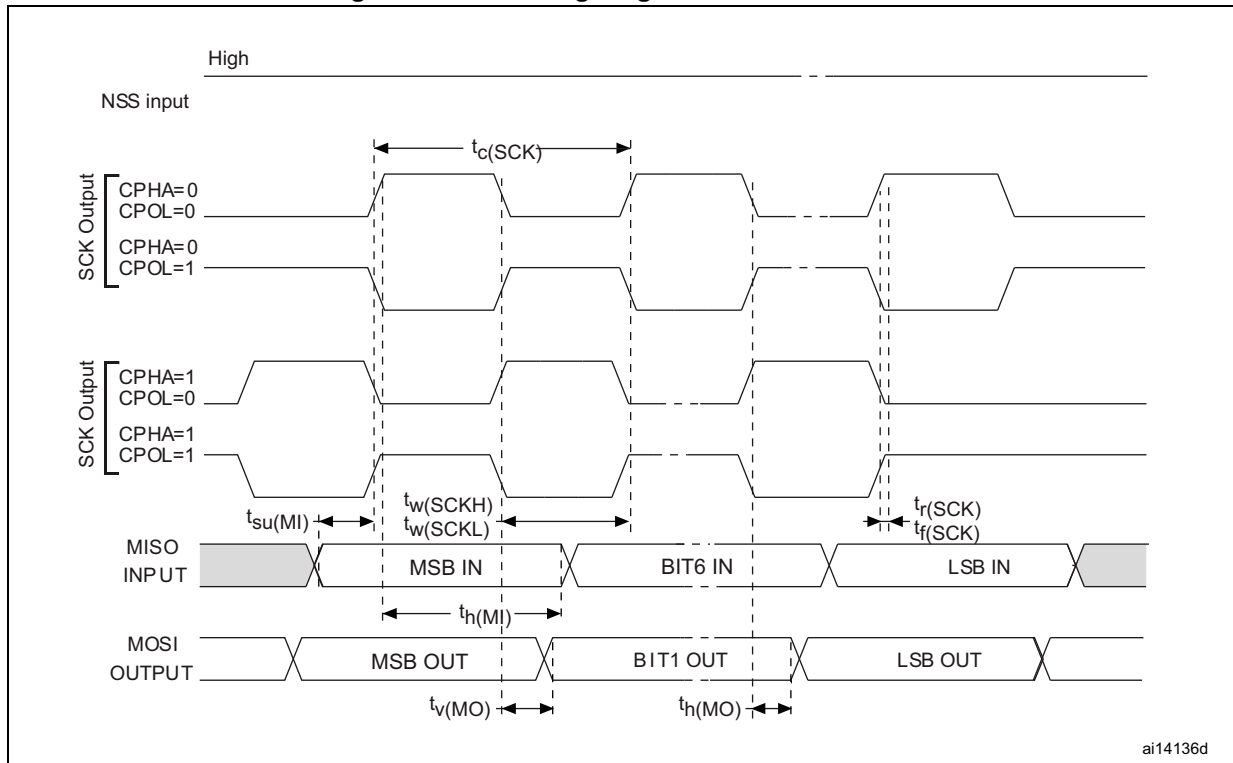 High
NSS input
tc(SCK)
SCK Output
CPHA=0
CPOL=0
CPHA=0
CPOL=1
SCK Output
CPHA=1
CPOL=0
CPHA=1
CPOL=1
tsu(MI)
tw(SCKH)
tw(SCKL)
tr(SCK)
tf(SCK)
MISO
INPUT
MSB IN
BIT6 IN
LSB IN
th(MI)
MOSI
OUTPUT
MSB OUT
BIT1 OUT
LSB OUT
tv(MO)
th(MO)
ai14136d